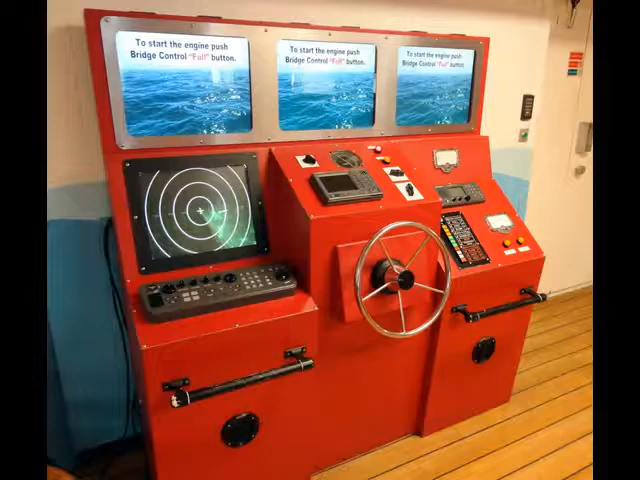 To start the engine push
Bridge Control "Full" button.
To start the engine push
Bridge Control "Full" button.
To start the engine push
Bridge Control "Full" button.